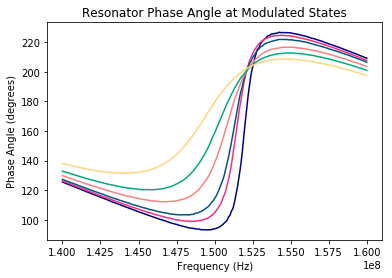 Resonator Phase Angle at Modulated States
Phase Angle (degrees)
220
200
180
160
140
120
100
1.400 1.425 1.450 1.475 1.500 1.525 1.550 1.575 1.600
1e8
Frequency (Hz)